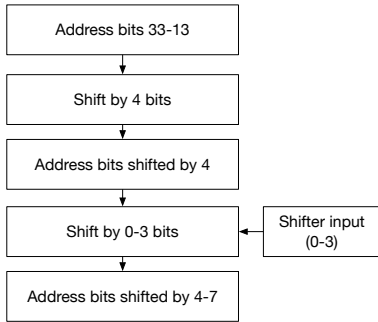 Address bits 33-13
Shift by 4 bits
Address bits shifted by 4
Shift by 0-3 bits
Shifter input
(0-3)
Address bits shifted by 4-7